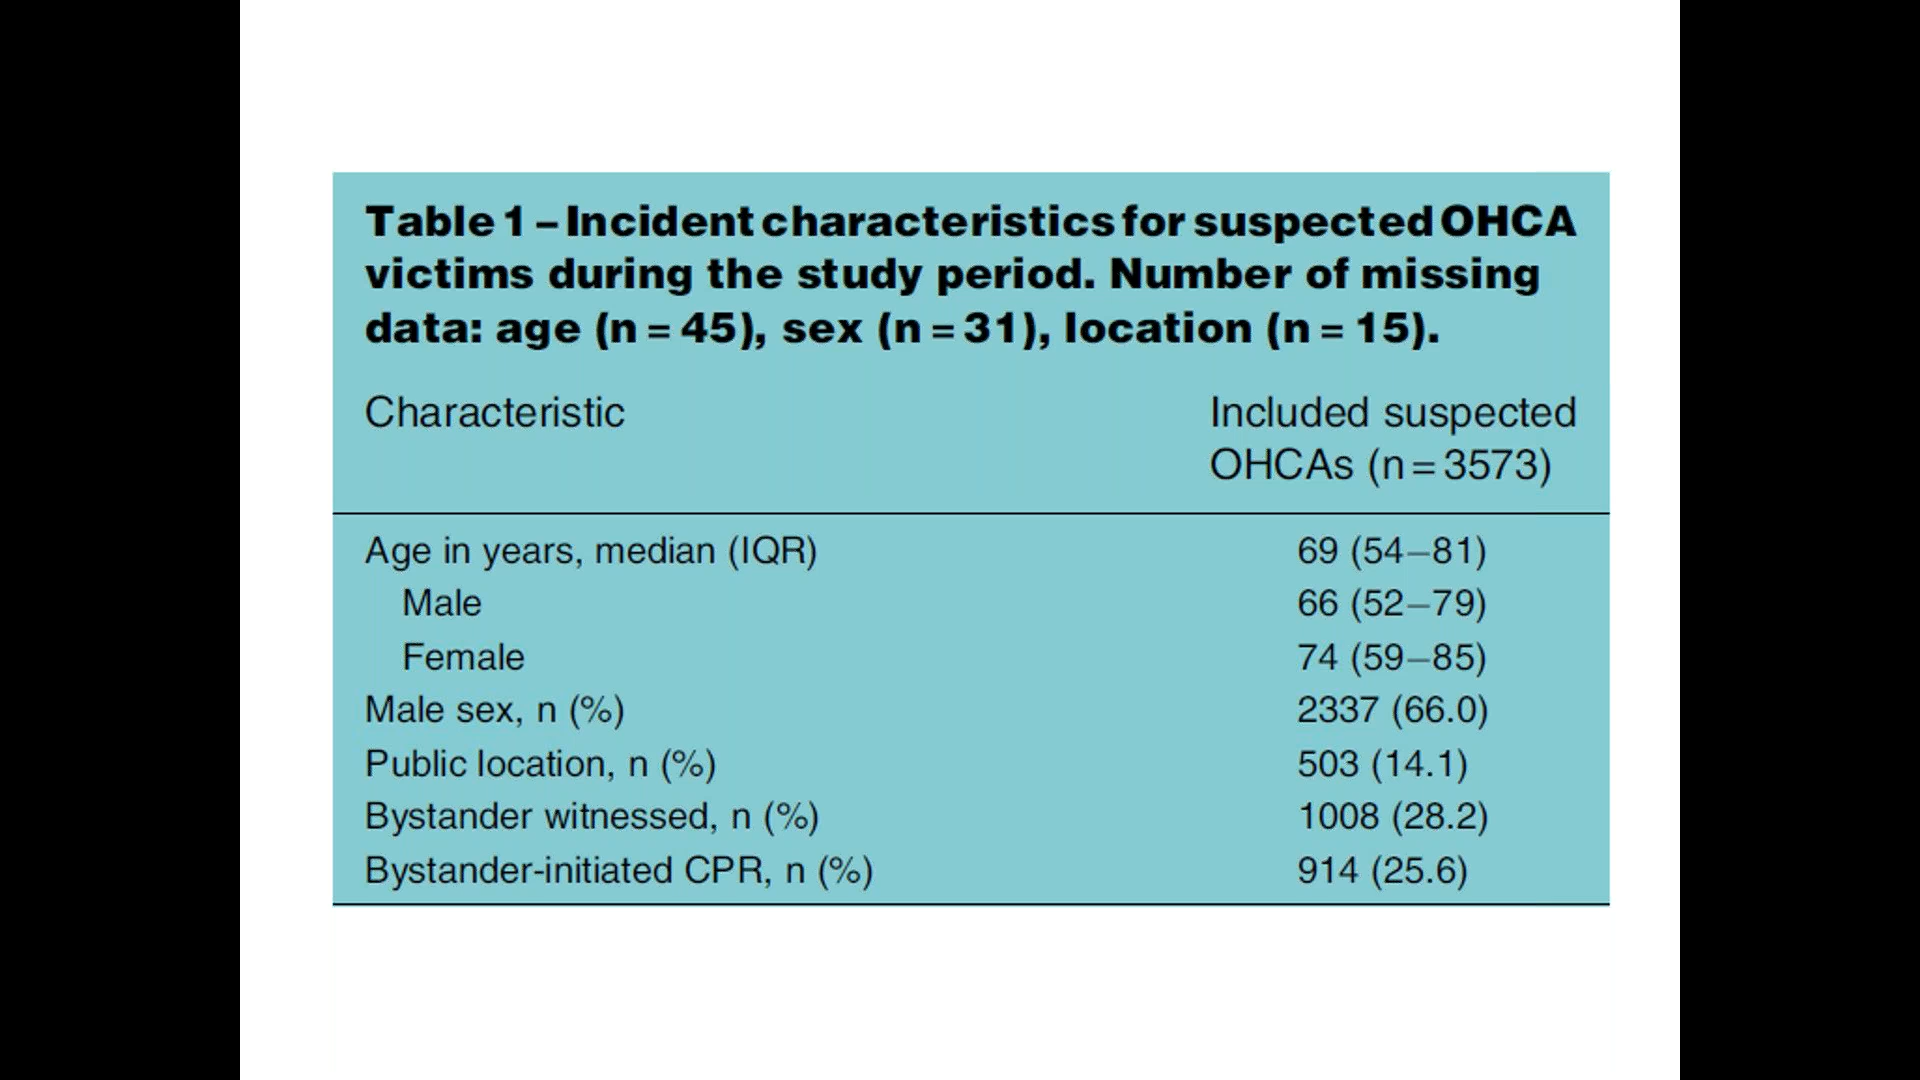 Table 1 – Incident characteristics for suspected OHCA
victims during the study period. Number of missing
data: age (n = 45), sex (n = 31), location (n = 15).
Characteristic Included suspected
OHCAs (n = 3573)
Age in years, median (IQR) 69 (54–81)
Male 66 (52–79)
Female 74 (59–85)
Male sex, n (%) 2337 (66.0)
Public location, n (%) 503 (14.1)
Bystander witnessed, n (%) 1008 (28.2)
Bystander-initiated CPR, n (%) 914 (25.6)